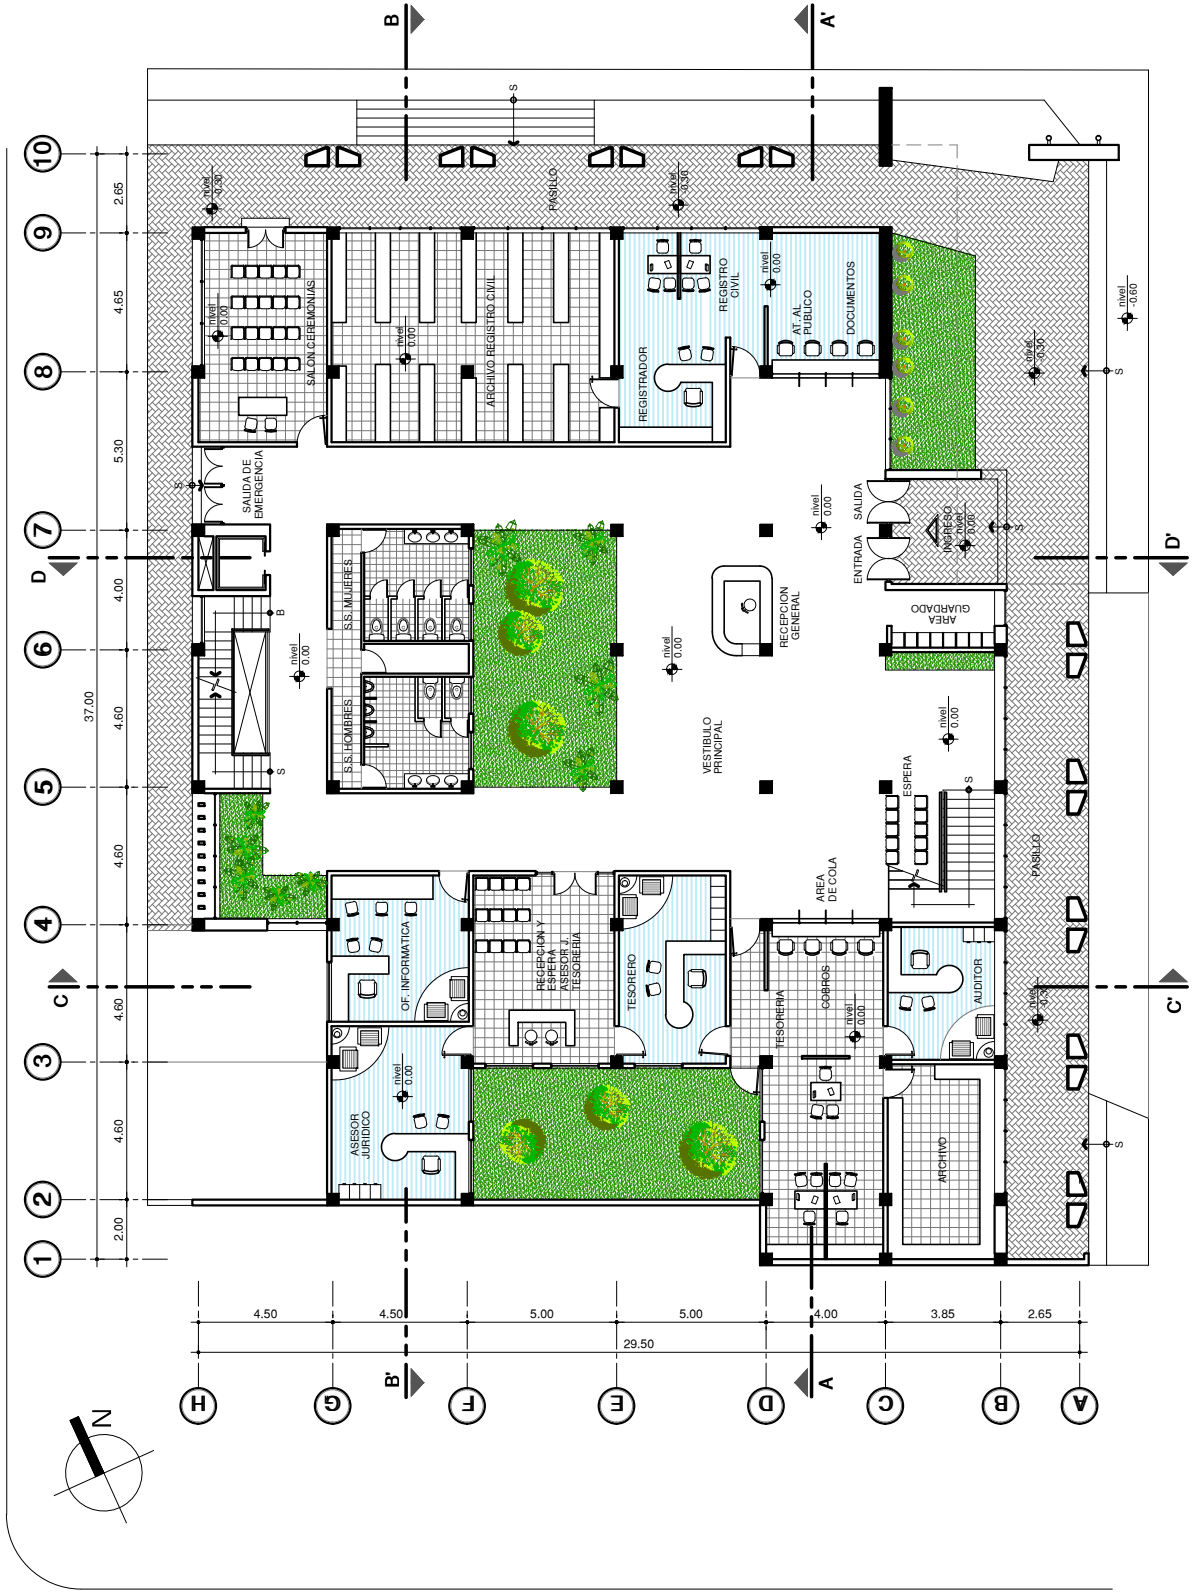 B
A'
10
9
8
7
6
5
4
3
2
1
2.65
4.65
5.30
4.00
4.60
4.60
4.60
4.60
2.00
37.00
D
D'
C
C'
S
PASILLO
nivel
-0.30
nivel
-0.30
nivel
0.00
SALON CEREMONIAS
nivel
0.00
ARCHIVO REGISTRO CIVIL
REGISTRADOR
REGISTRO
CIVIL
nivel
0.00
AT. AL
PUBLICO
DOCUMENTOS
nivel
-0.60
nivel
-0.30
S
S
SALIDA DE
EMERGENCIA
nivel
0.00
ENTRADA
SALIDA
INGRESO
nivel
0.00
S
S.S. MUJERES
B
nivel
0.00
nivel
0.00
RECEPCION
GENERAL
AREA
GUARDADO
S.S. HOMBRES
S
VESTIBULO
PRINCIPAL
nivel
0.00
ESPERA
S
PASILLO
AREA
DE COLA
OF. INFORMATICA
RECEPCION Y
ESPERA
ASESOR J.
TESORERIA
TESORERO
TESORERIA
COBROS
nivel
0.00
AUDITOR
nivel
-0.30
nivel
0.00
ASESOR
JURIDICO
ARCHIVO
S
4.50
4.50
5.00
5.00
4.00
3.85
2.65
29.50
B'
A
H
G
F
E
D
C
B
A
N